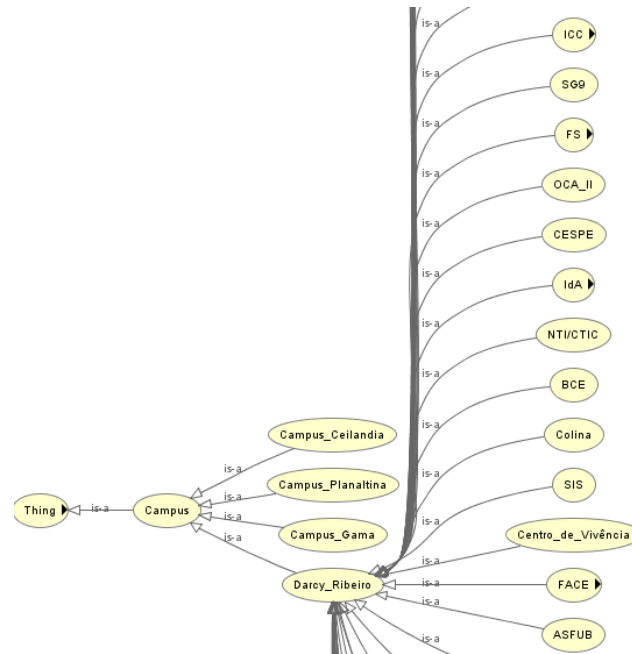 is-a
ICC
is-a
SG9
is-a
FS
is-a
OCA_II
is-a
CESPE
is-a
IdA
is-a
NTI/CTIC
is-a
BCE
is-a
Campus_Ceilandia
Colina
is-a
is-a
Campus_Planaltina
SIS
is-a
is-a
Thing
is-a
Campus
is-a
Campus_Gama
Centro_de_Vivência
is-a
is-a
Darcy_Ribeiro
is-a
FACE
is-a
ASFUB
is-a